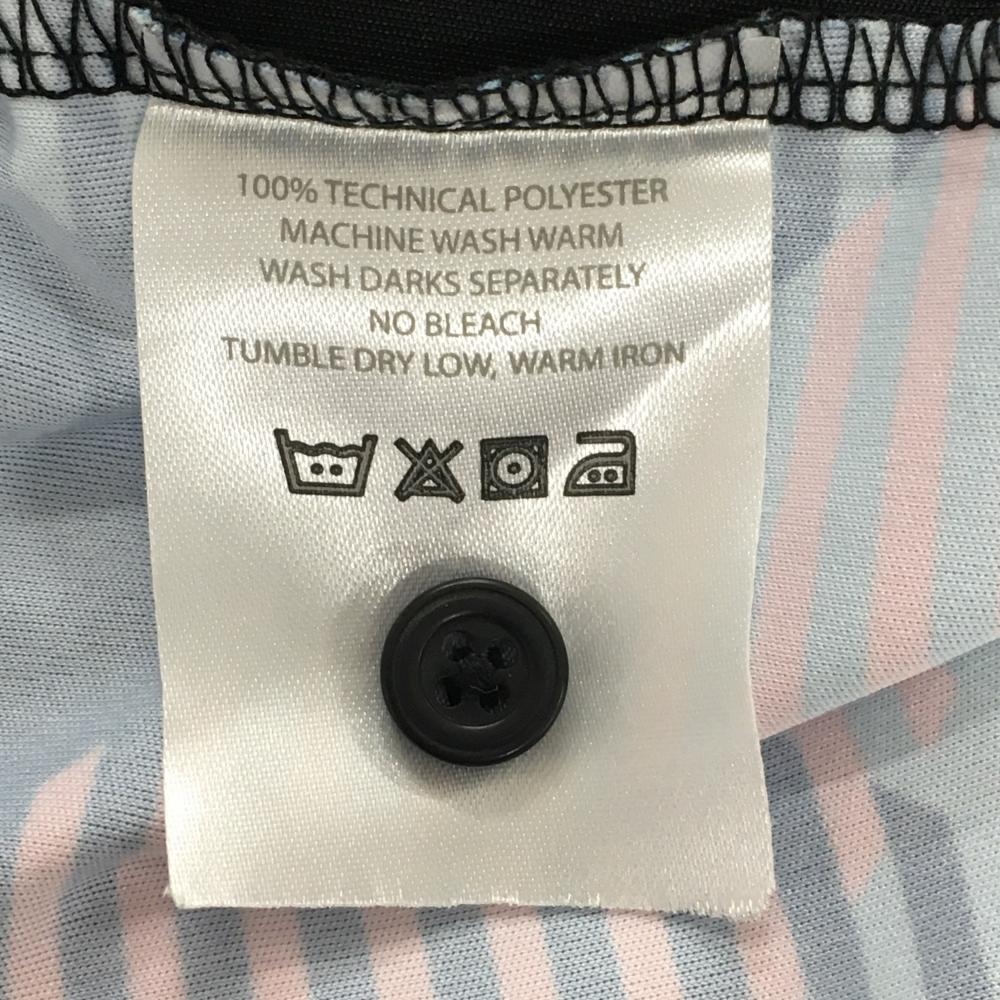 100% TECHNICAL POLYESTER
MACHINE WASH WARM
WASH DARKS SEPARATELY
NO BLEACH
TUMBLE DRY LOW, WARM IRON